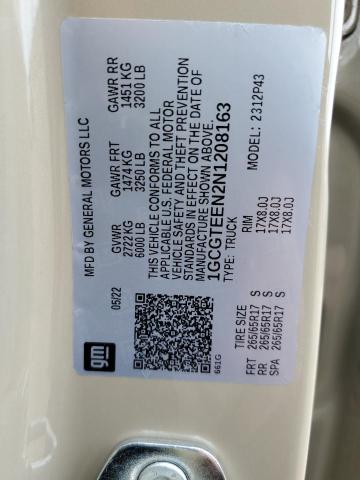 MFD BY GENERAL MOTORS LLC
05/22
GVWR GAWR FRT GAWR RR
2722 KG 1474 KG 1451 KG
6000 LB 3250 LB 3200 LB
THIS VEHICLE CONFORMS TO ALL
APPLICABLE U.S. FEDERAL MOTOR
VEHICLE SAFETY AND THEFT PREVENTION
STANDARDS IN EFFECT ON THE DATE OF
MANUFACTURE SHOWN ABOVE.
1GCGTEEN2N1208163
TYPE: TRUCK MODEL: 2312P43
gm
661G
TIRE SIZE RIM
FRT 265/65R17 S 17X8.0J
RR 265/65R17 S 17X8.0J
SPA 265/65R17 S 17X8.0J